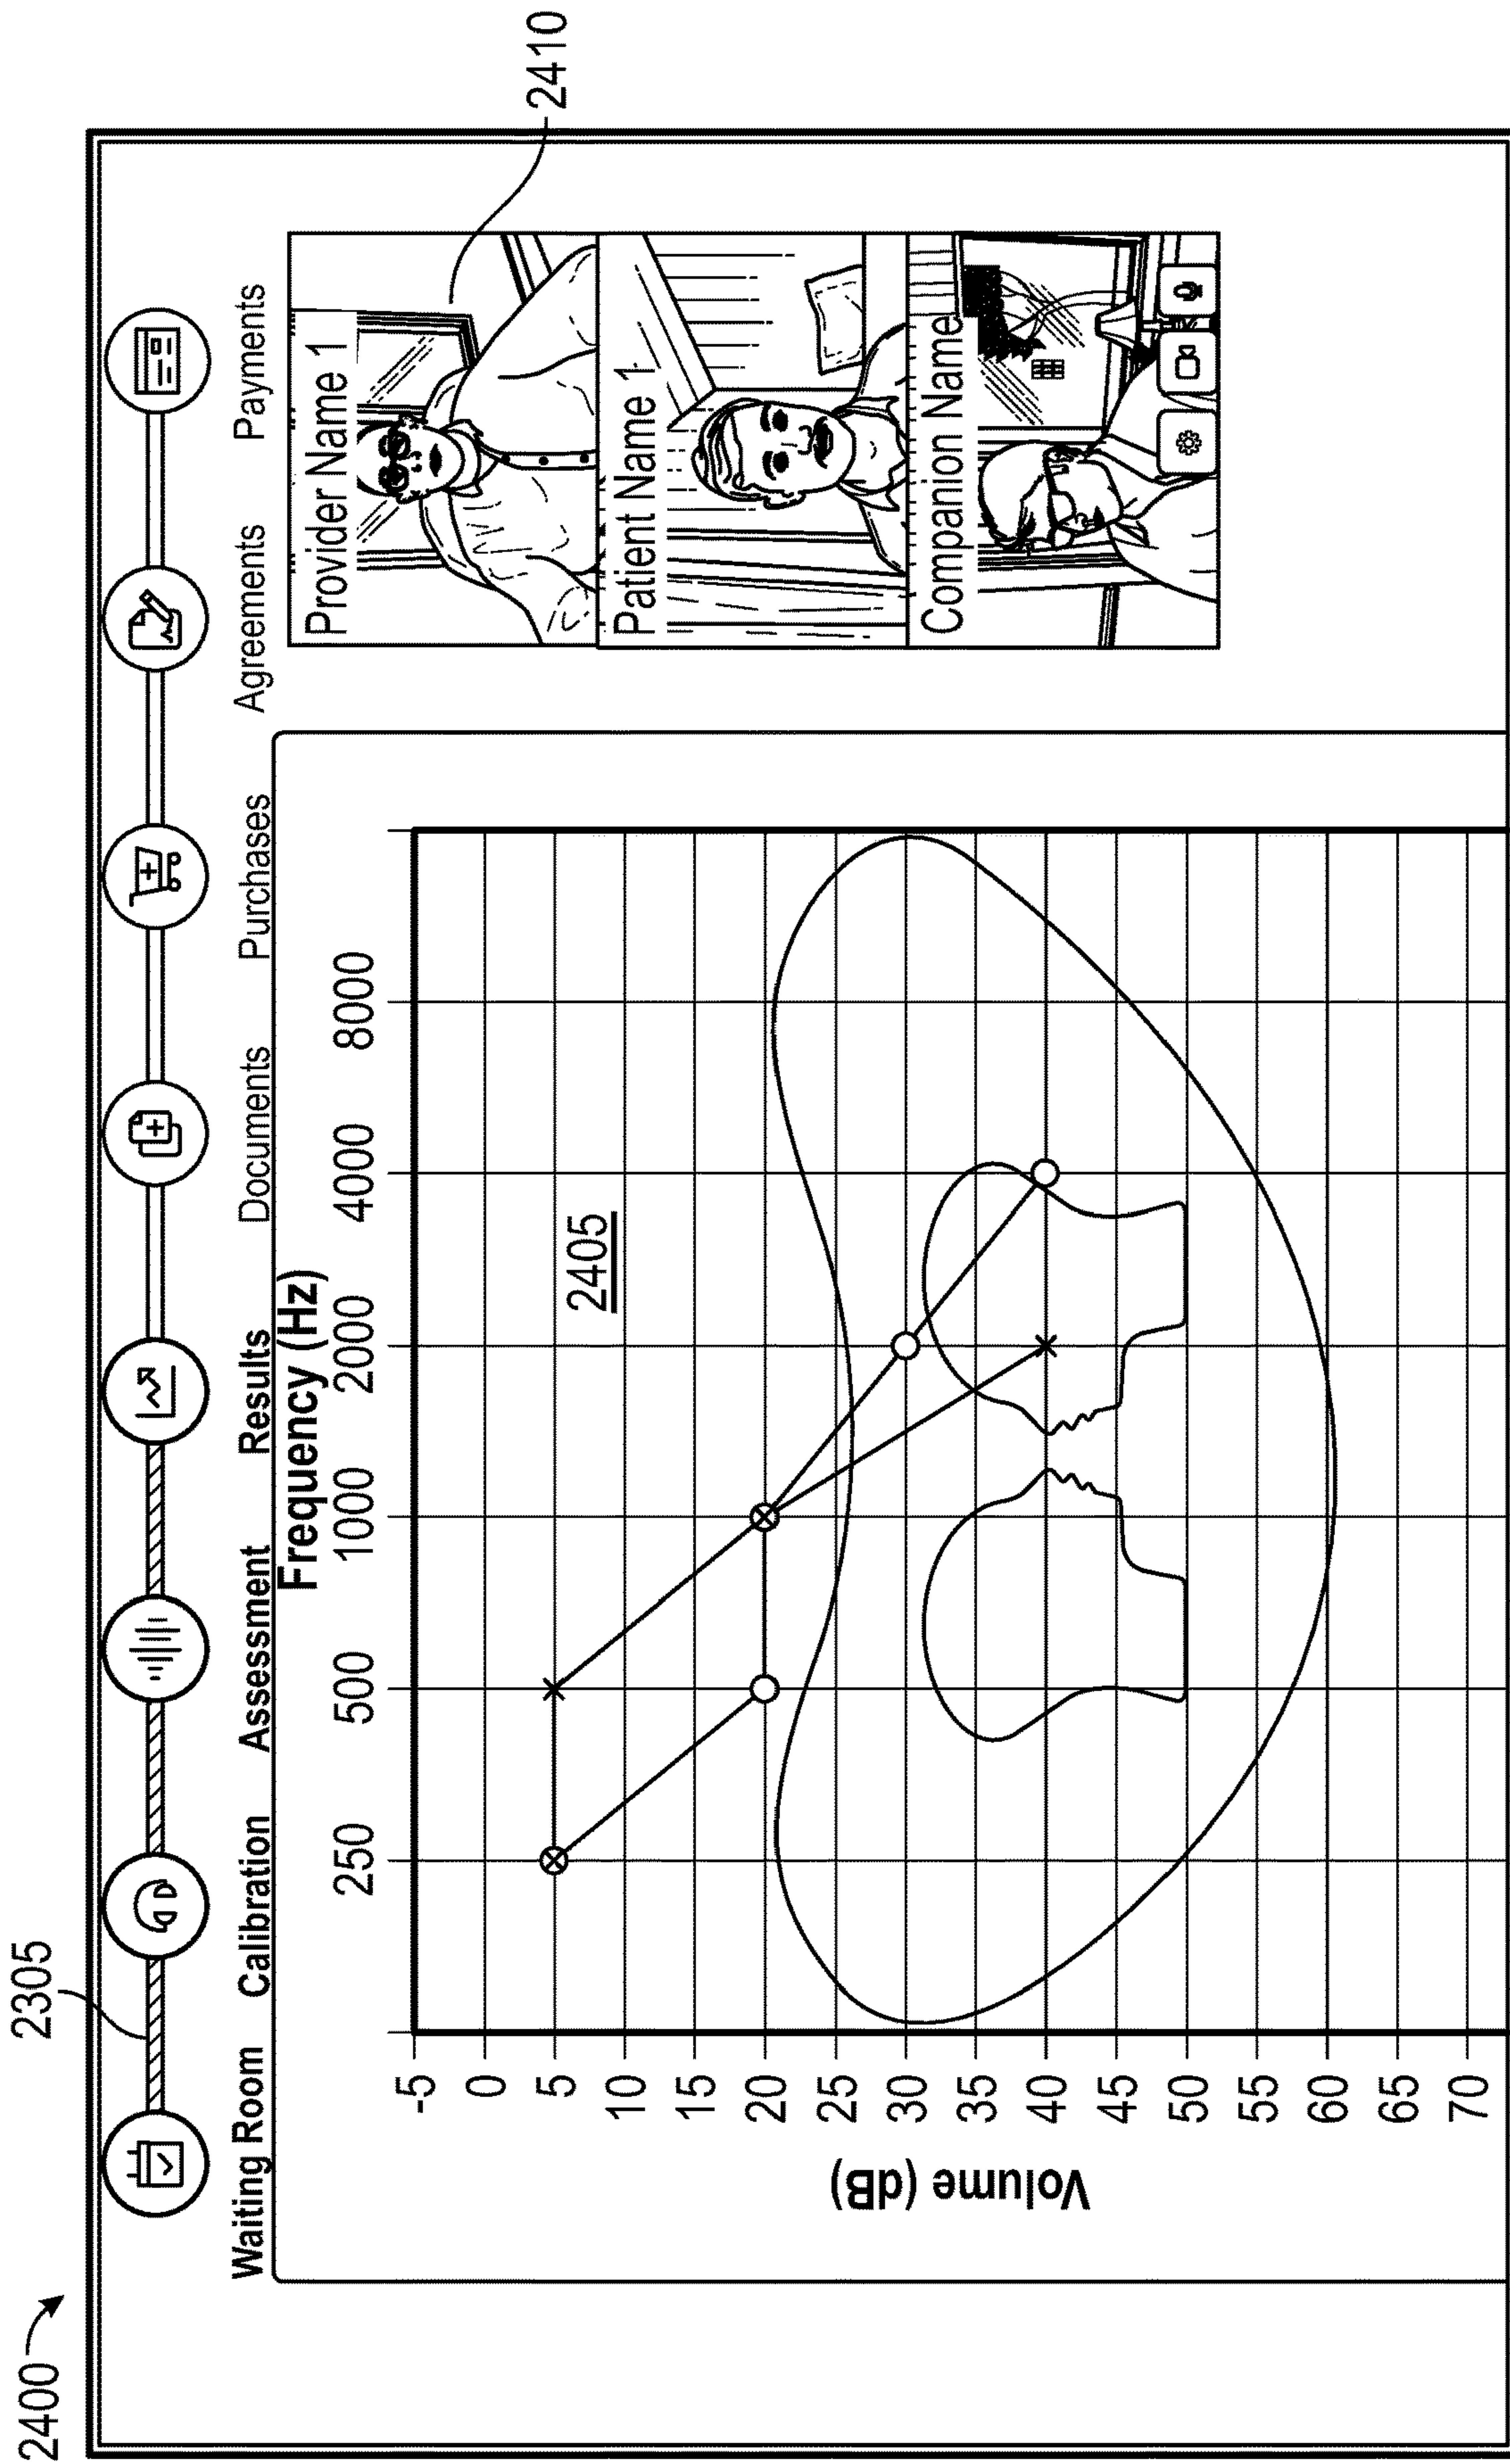 2400
2305
Waiting Room Calibration Assessment Results Documents Purchases Agreements Payments
Frequency (Hz)
250 500 1000 2000 4000 8000
Volume (dB)
-5
0
5
10
15
20
25
30
35
40
45
50
55
60
65
70
2405
2410
Provider Name 1
Patient Name 1
Companion Name